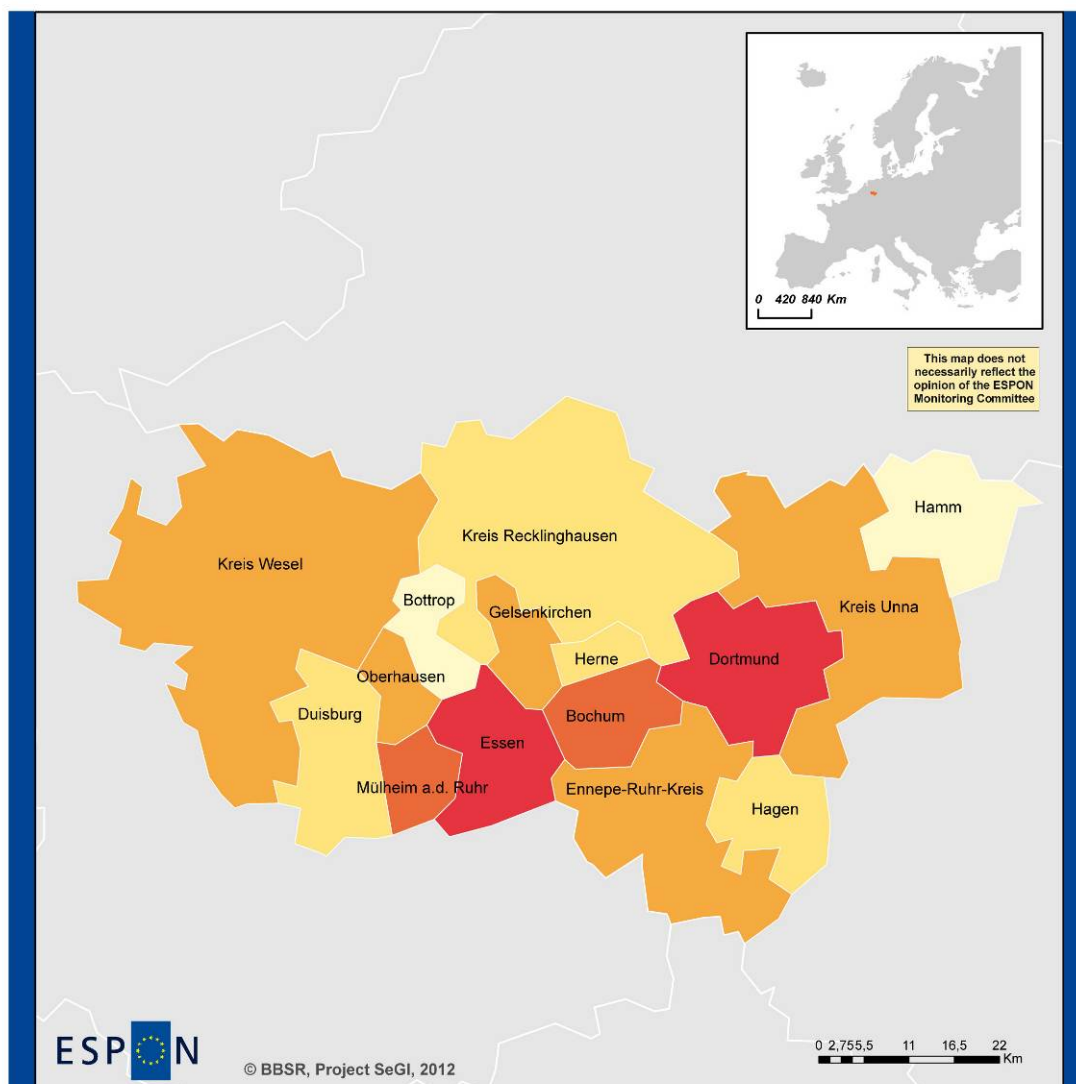 0 420 840 Km
This map does not
necessarily reflect the
opinion of the ESPON
Monitoring Committee
Hamm
Kreis Recklinghausen
Kreis Wesel
Bottrop
Gelsenkirchen
Kreis Unna
Herne
Dortmund
Oberhausen
Duisburg
Bochum
Essen
Mülheim a.d. Ruhr
Ennepe-Ruhr-Kreis
Hagen
ESPON
© BBSR, Project SeGI, 2012
0 2,755,5 11 16,5 22
Km